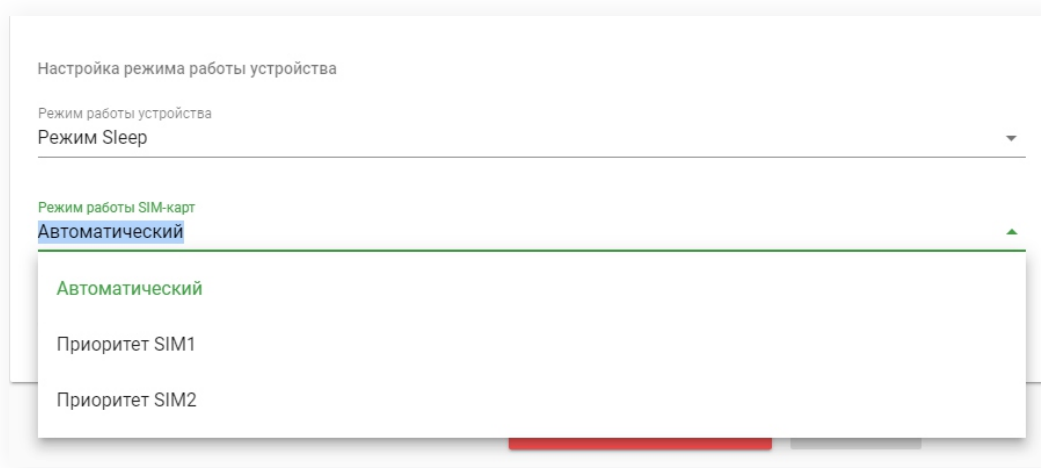 Настройка режима работы устройства
Режим работы устройства
Режим Sleep
Режим работы SIM-карт
Автоматический
Автоматический
Приоритет SIM1
Приоритет SIM2